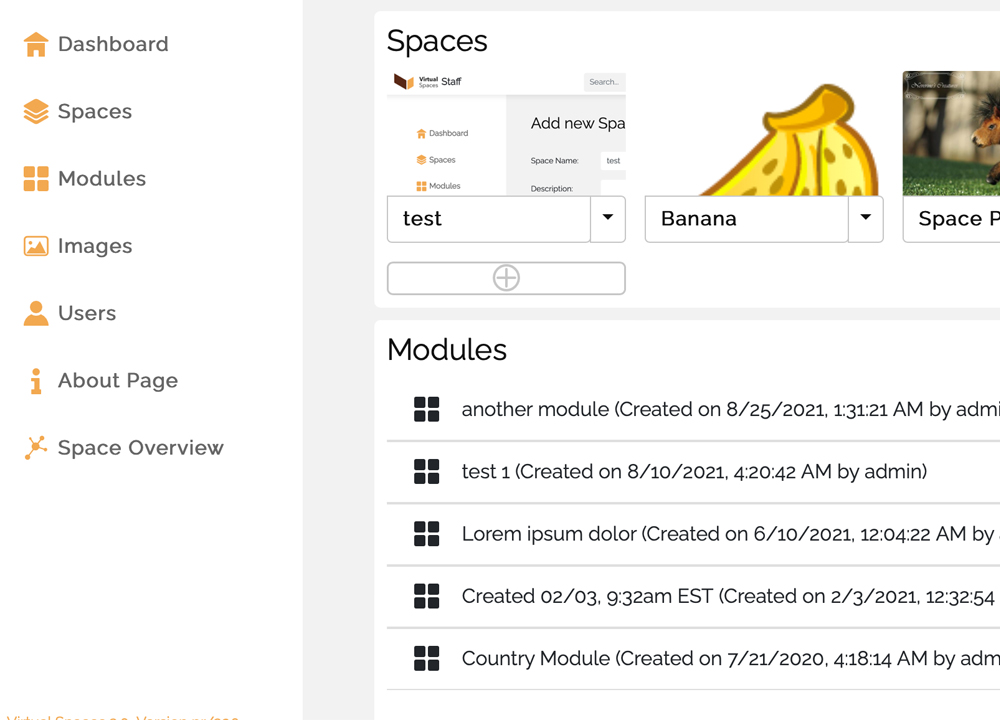 Dashboard
Spaces
Modules
Images
Users
About Page
Space Overview
Spaces
Virtual
Spaces
Staff
Search...
Dashboard
Spaces
Modules
Add new Spa
Space Name:
test
Description:
test
Banana
Space P
Modules
another module (Created on 8/25/2021, 1:31:21 AM by admi
test 1 (Created on 8/10/2021, 4:20:42 AM by admin)
Lorem ipsum dolor (Created on 6/10/2021, 12:04:22 AM by
Created 02/03, 9:32am EST (Created on 2/3/2021, 12:32:54
Country Module (Created on 7/21/2020, 4:18:14 AM by adm